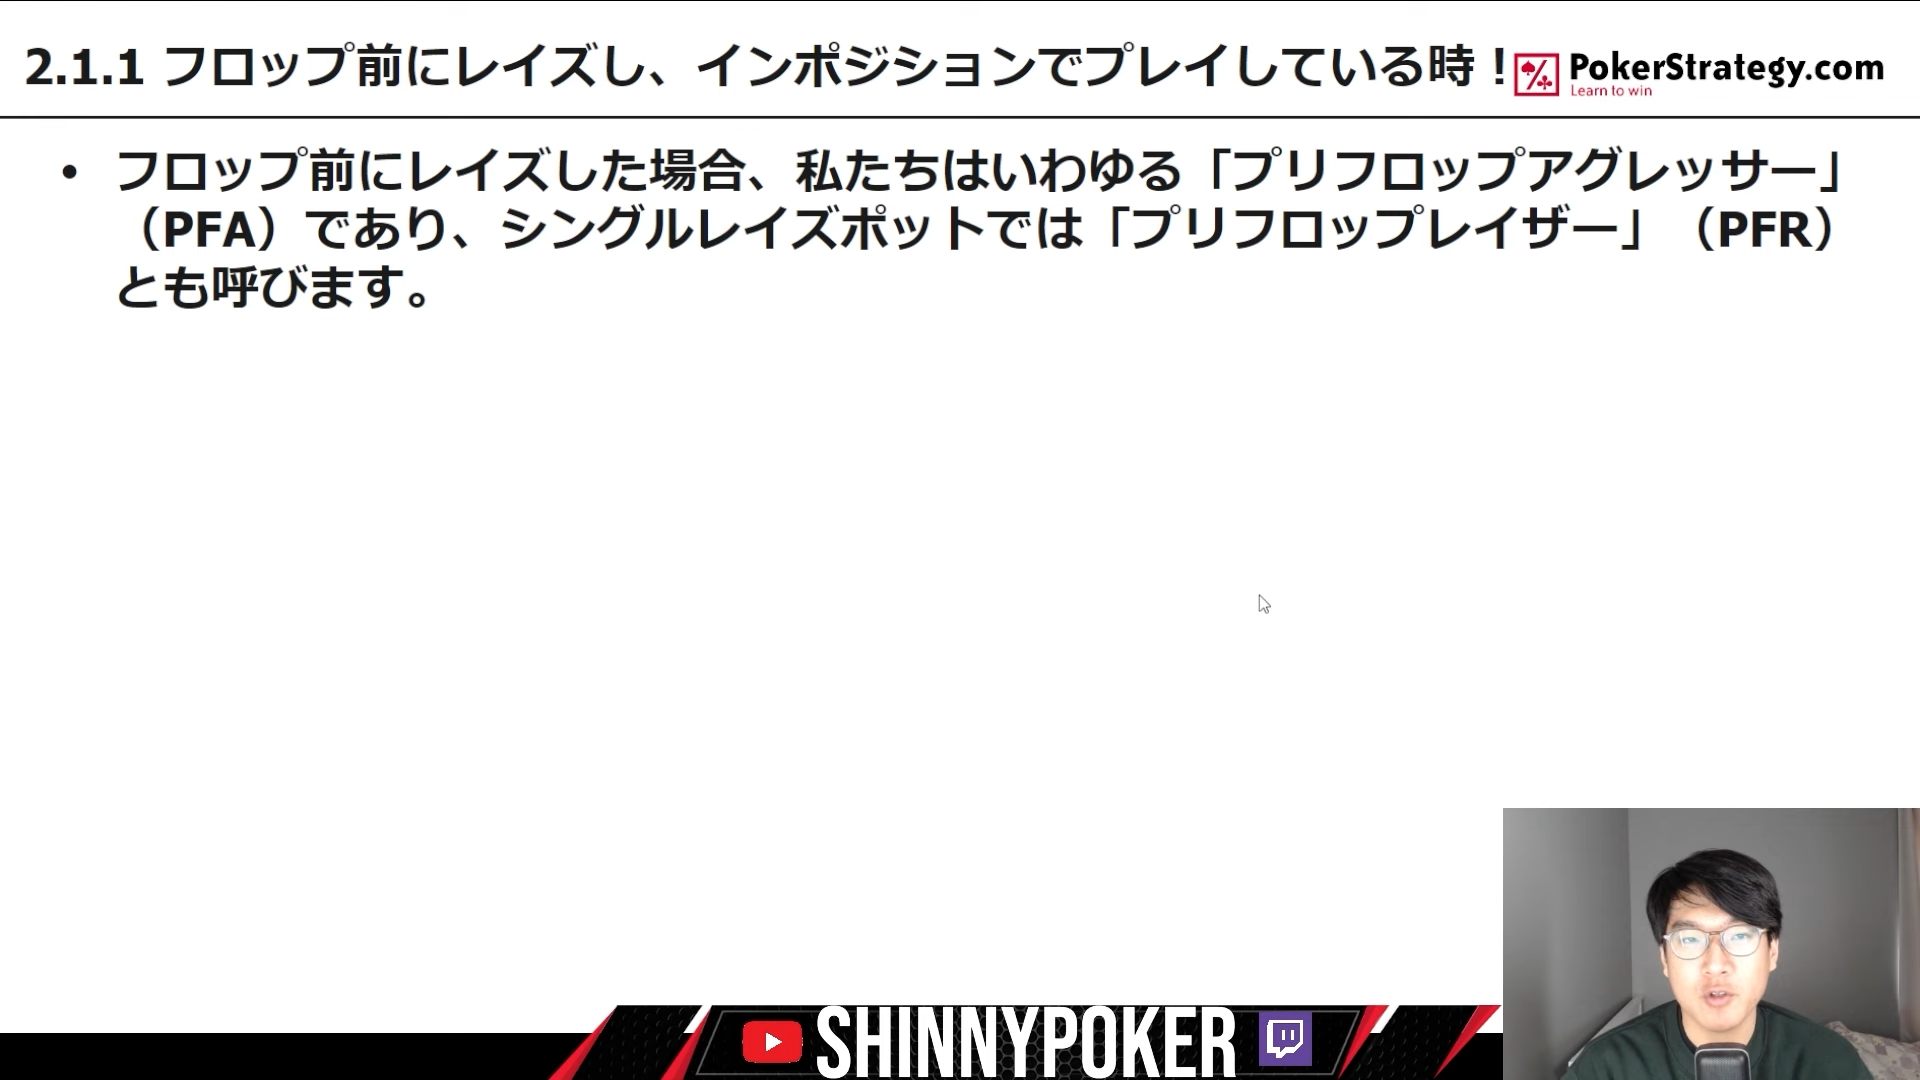 2.1.1 フロップ前にレイズし、インポジションでプレイしている時！
PokerStrategy.com
Learn to win
• フロップ前にレイズした場合、私たちはいわゆる「プリフロップアグレッサー」
（PFA）であり、シングルレイズポットでは「プリフロップレイザー」（PFR）
とも呼びます。
SHINNYPOKER